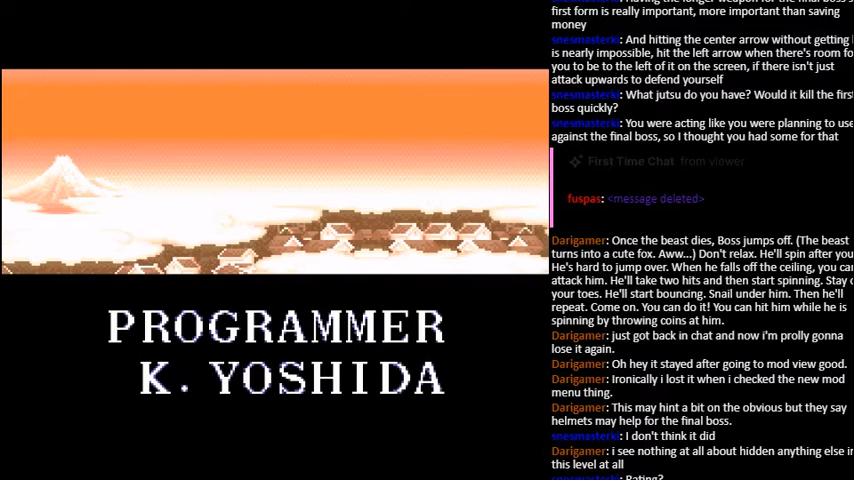 PROGRAMMER
K. YOSHIDA
first form is really important, more important than saving
money
snesmasterki: And hitting the center arrow without getting
is nearly impossible, hit the left arrow when there's room fo
you to be to the left of it on the screen, if there isn't just
attack upwards to defend yourself
snesmasterki: What jutsu do you have? Would it kill the firs
boss quickly?
snesmasterki: You were acting like you were planning to use
against the final boss, so I thought you had some for that
First Time Chat from viewer
fuspas: <message deleted>
Darigamer: Once the beast dies, Boss jumps off. (The beast
turns into a cute fox. Aww...) Don't relax. He'll spin after you
He's hard to jump over. When he falls off the ceiling, you can
attack him. He'll take two hits and then start spinning. Stay o
your toes. He'll start bouncing. Snail under him. Then he'll
repeat. Come on. You can do it! You can hit him while he is
spinning by throwing coins at him.
Darigamer: just got back in chat and now i'm prolly gonna
lose it again.
Darigamer: Oh hey it stayed after going to mod view good.
Darigamer: Ironically i lost it when i checked the new mod
menu thing.
Darigamer: This may hint a bit on the obvious but they say
helmets may help for the final boss.
snesmasterki: I don't think it did
Darigamer: i see nothing at all about hidden anything else in
this level at all
snesmasterki: Rating?